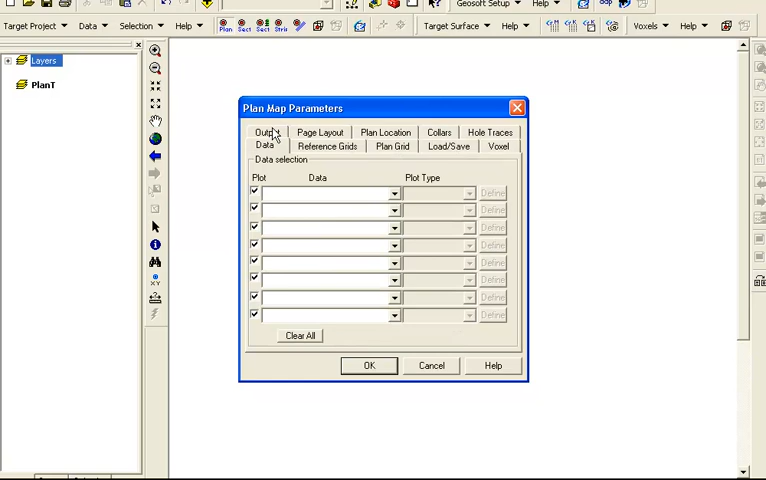 Geosoft Setup
Help
Target Project
Data
Selection
Help
Plan
Sect
Sect
Stris
Target Surface
Help
Voxels
Help
Layers
PlanT
Plan Map Parameters
Output
Page Layout
Plan Location
Collars
Hole Traces
Data
Reference Grids
Plan Grid
Load/Save
Voxel
Data selection
Plot
Data
Plot Type
Define
Define
Define
Define
Define
Define
Define
Define
Clear All
OK
Cancel
Help
XY